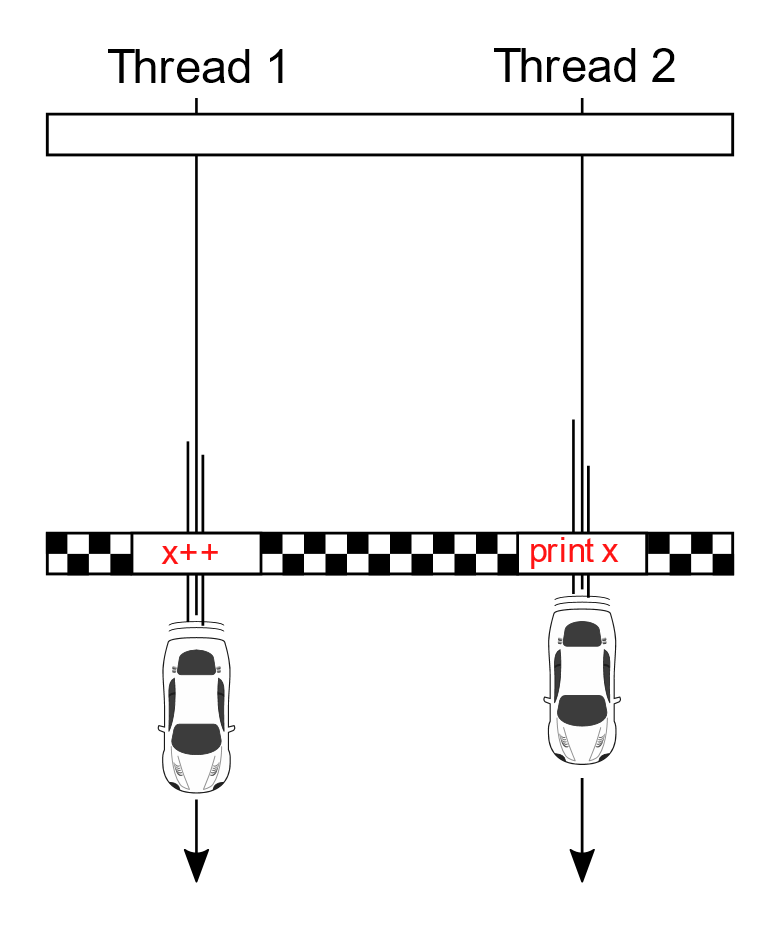 Thread 1
Thread 2
x++
print x